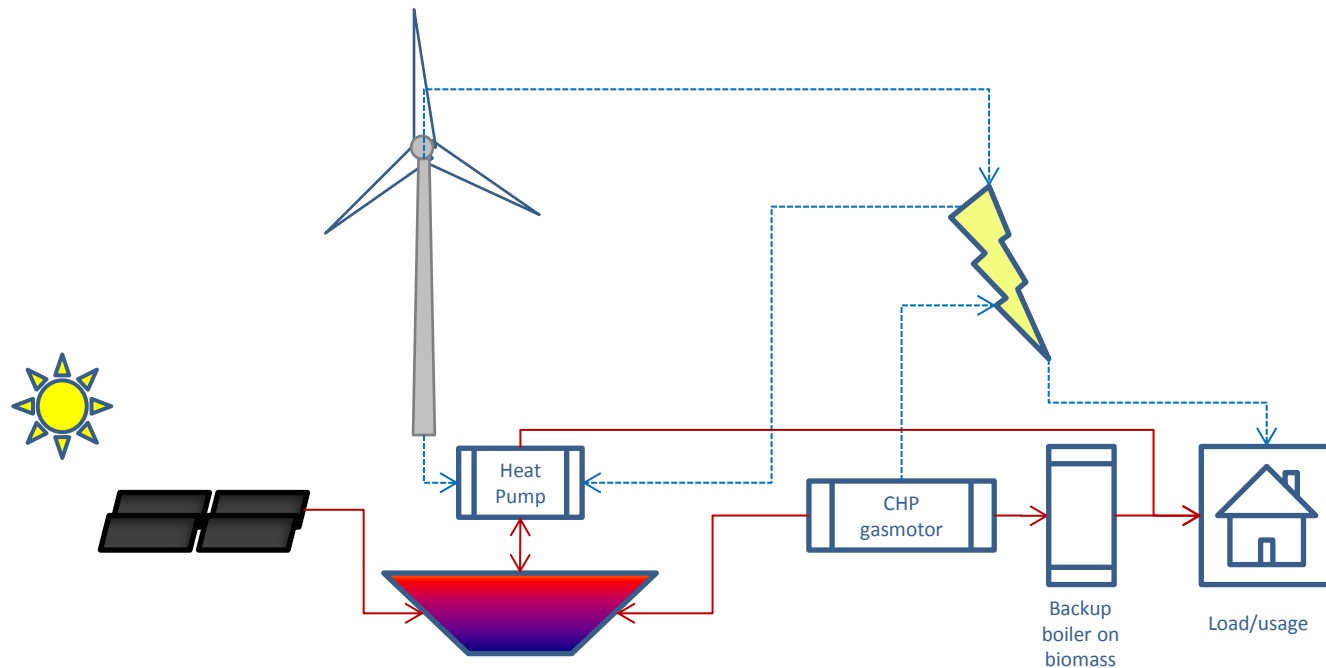 Heat
Pump
CHP
gasmotor
Backup
boiler on
biomass
Load/usage